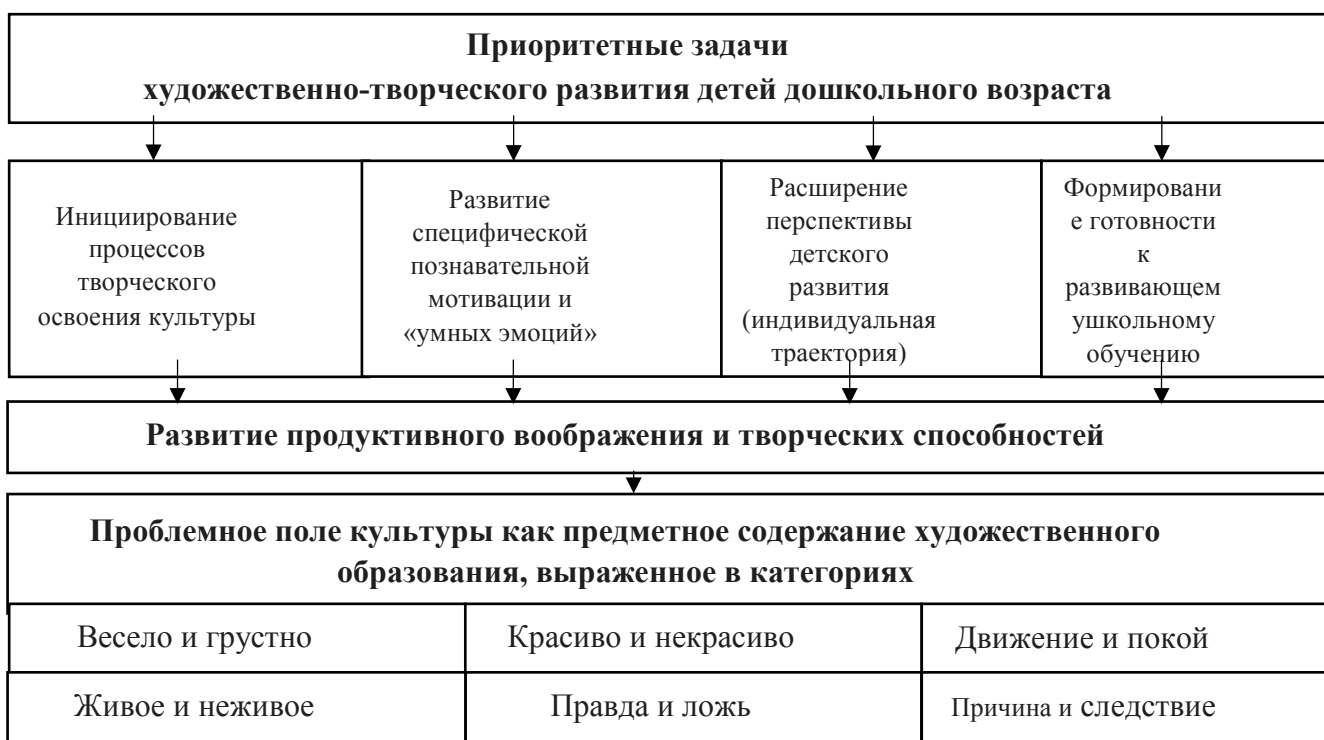 Приоритетные задачи
художественно-творческого развития детей дошкольного возраста
Инициирование
процессов
творческого
освоения культуры
Развитие
специфической
познавательной
мотивации и
«умных эмоций»
Расширение
перспективы
детского
развития
(индивидуальная
траектория)
Формировани
е готовности
к
развивающем
ушкольному
обучению
Развитие продуктивного воображения и творческих способностей
Проблемное поле культуры как предметное содержание художественного
образования, выраженное в категориях
Весело и грустно
Красиво и некрасиво
Движение и покой
Живое и неживое
Правда и ложь
Причина и следствие